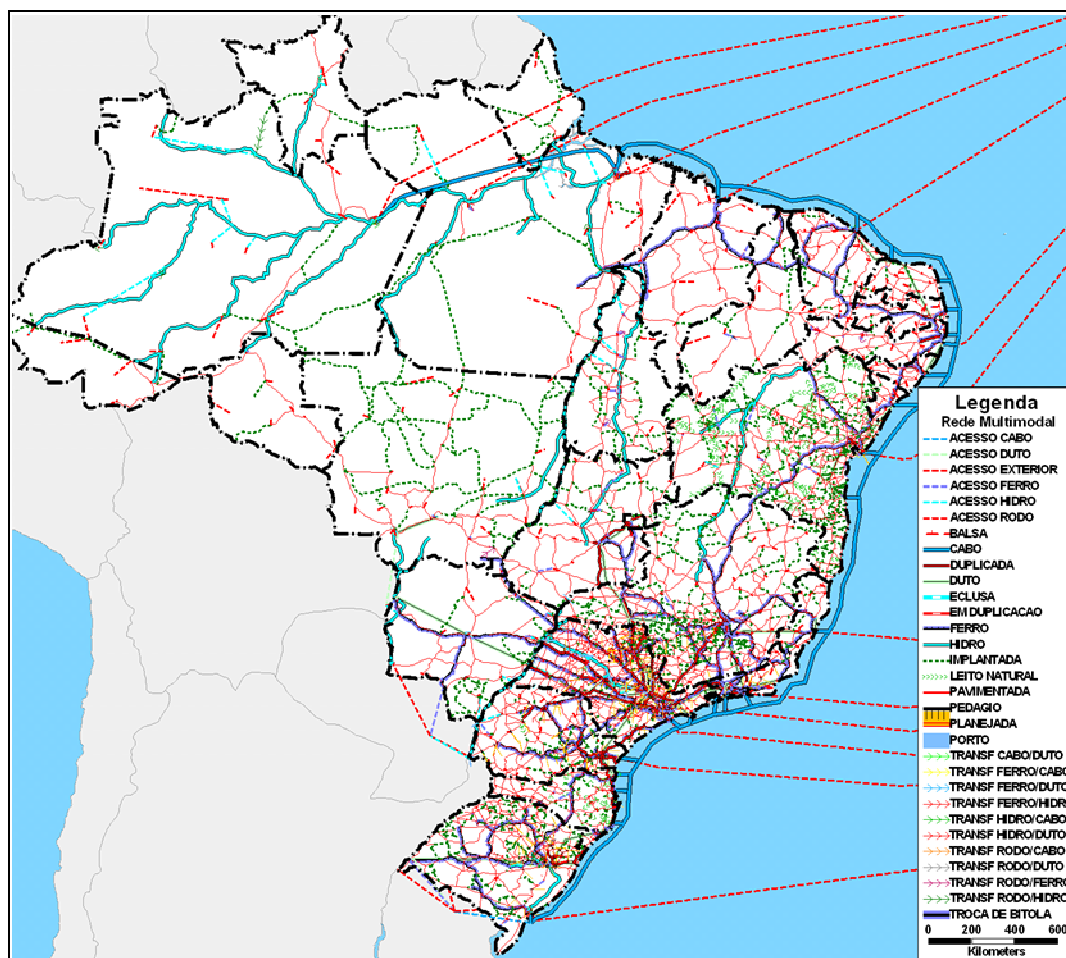 Legenda
Rede Multimodal
ACESSO CABO
ACESSO DUTO
ACESSO EXTERIOR
ACESSO FERRO
ACESSO HIDRO
ACESSO RODO
BALSA
CABO
DUPLICADA
DUTO
ECLUSA
EM DUPLICACAO
FERRO
HIDRO
IMPLANTADA
LEITO NATURAL
PAVIMENTADA
PEDAGIO
PLANEJADA
PORTO
TRANSF CABO/DUTO
TRANSF FERRO/CABO
TRANSF FERRO/DUTO
TRANSF FERRO/HIDRO
TRANSF HIDRO/CABO
TRANSF HIDRO/DUTO
TRANSF RODO/CABO
TRANSF RODO/DUTO
TRANSF RODO/FERRO
TRANSF RODO/HIDRO
TROCA DE BITOLA
0 200 400 600
Kilometers